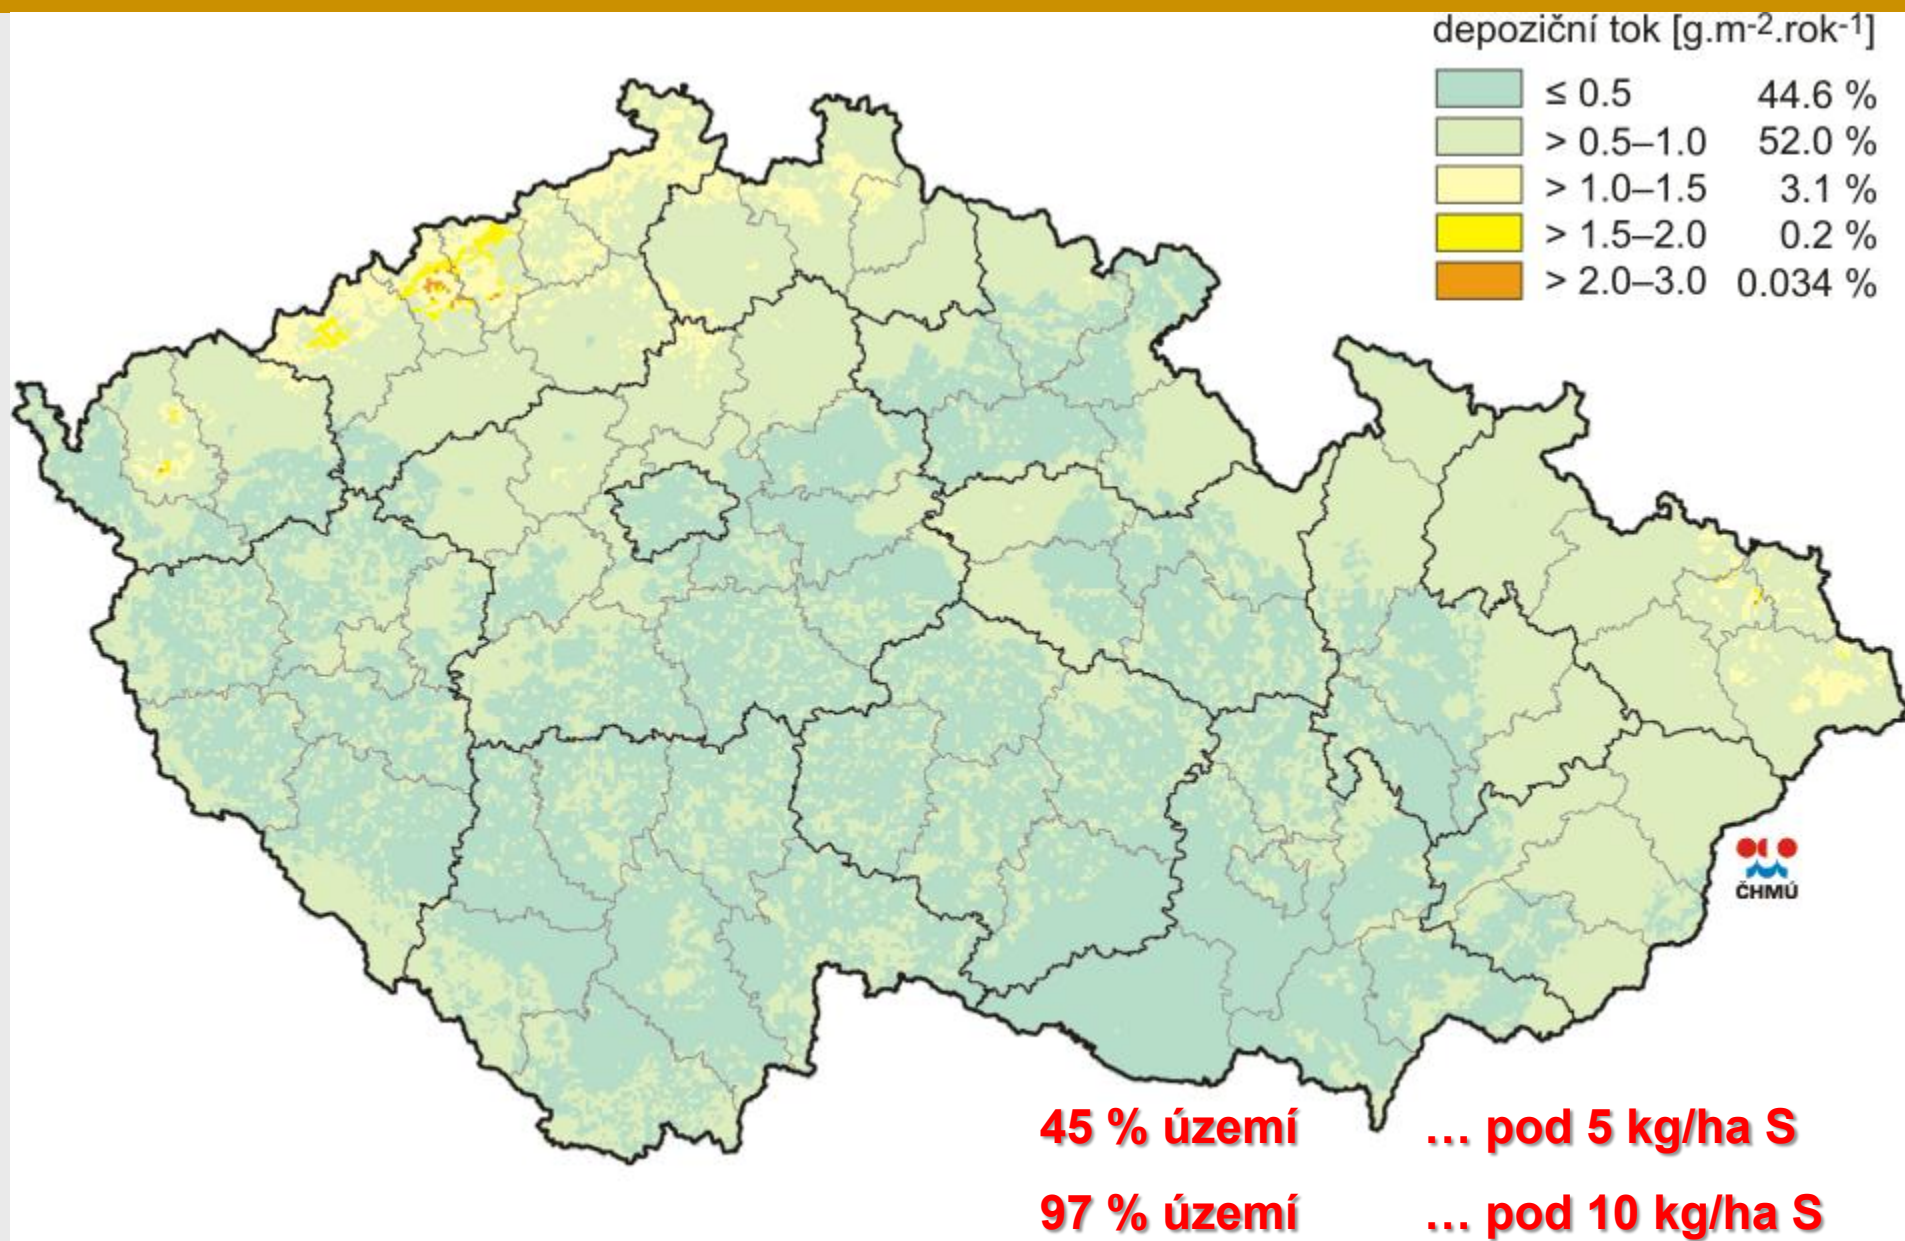 depoziční tok [g.m-2.rok-1]
≤ 0.5 44.6 %
> 0.5–1.0 52.0 %
> 1.0–1.5 3.1 %
> 1.5–2.0 0.2 %
> 2.0–3.0 0.034 %
ČHMÚ
45 % území … pod 5 kg/ha S
97 % území … pod 10 kg/ha S